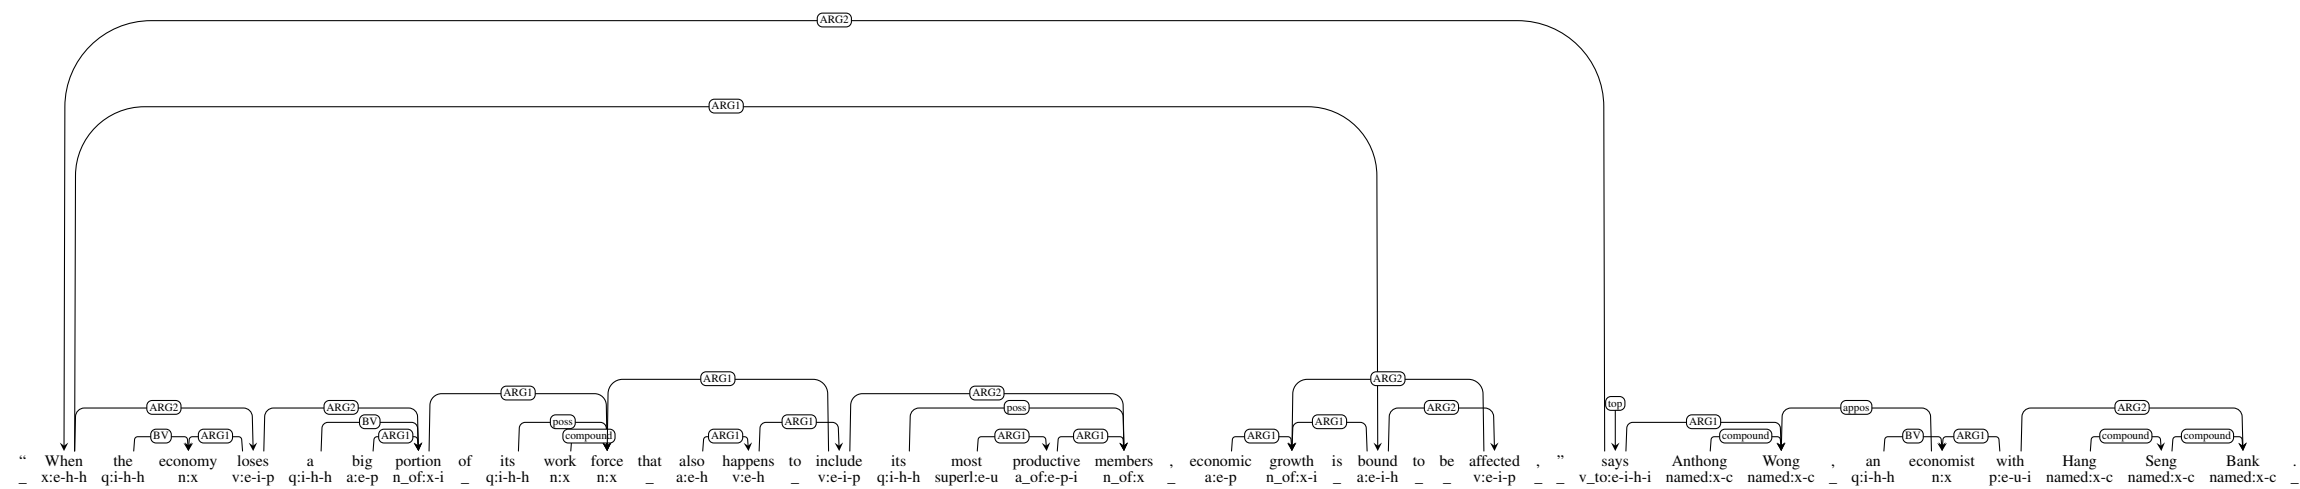 ARG2
ARG1
ARG1
ARG1 ARG2 ARG2
ARG2 ARG2 poss ARG2 top appos ARG2
BV poss ARG1 ARG1 ARG1
BV ARG1 ARG1 compound ARG1 ARG1 ARG1 ARG1 compound BV ARG1 compound compound
“ When the economy loses a big portion of its work force that also happens to include its most productive members , economic growth is bound to be affected , ” says Anthong Wong , an economist with Hang Seng Bank .
_ x:e-h-h q:i-h-h n:x v:e-i-p q:i-h-h a:e-p n_of:x-i _ q:i-h-h n:x n:x _ a:e-h v:e-h _ v:e-i-p q:i-h-h superl:e-u a_of:e-p-i n_of:x _ a:e-p n_of:x-i _ a:e-i-h _ _ v:e-i-p _ _ v_to:e-i-h-i named:x-c named:x-c _ q:i-h-h n:x p:e-u-i named:x-c named:x-c named:x-c _